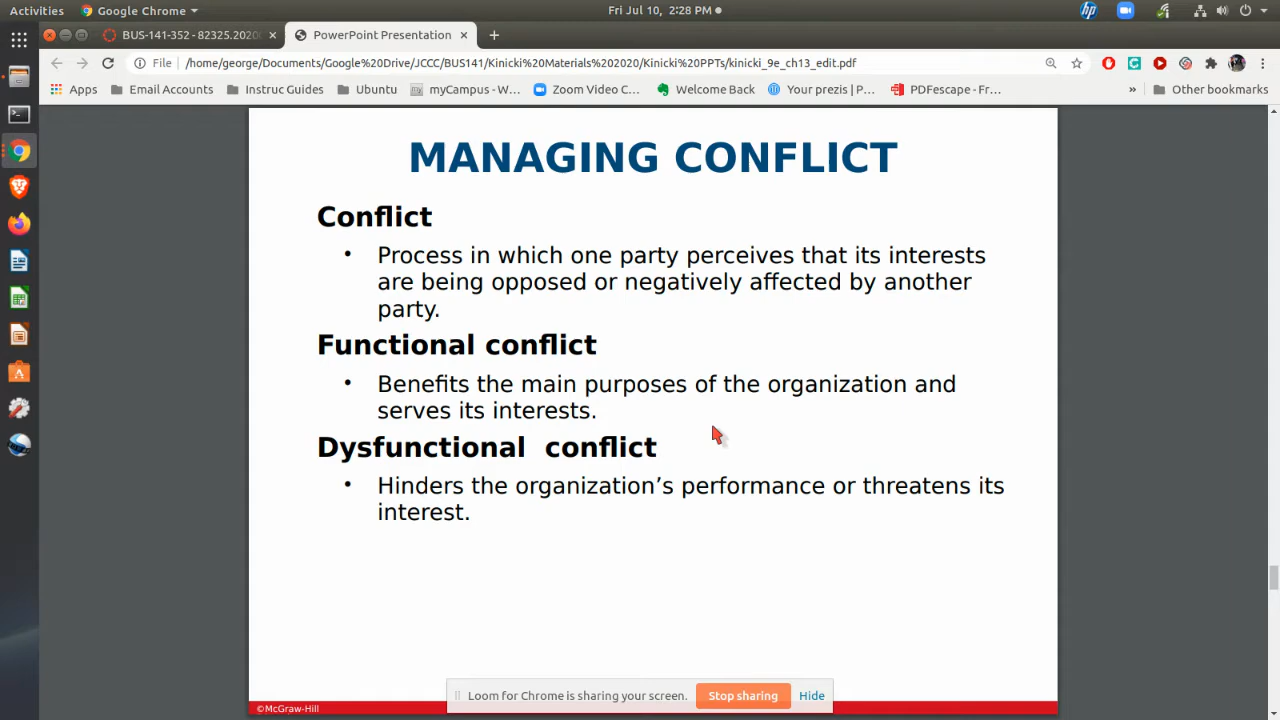 Activities
Google Chrome
Fri Jul 10, 2:28 PM
BUS-141-352 - 82325.2020
PowerPoint Presentation
File
/home/george/Documents/Google%20Drive/JCCC/BUS141/Kinicki%20Materials%202020/Kinicki%20PPTs/kinicki_9e_ch13_edit.pdf
Apps
Email Accounts
Instruc Guides
Ubuntu
myCampus - W...
Zoom Video C...
Welcome Back
Your prezis | P...
PDFescape - Fr...
»
Other bookmarks
MANAGING CONFLICT
Conflict
• Process in which one party perceives that its interests
are being opposed or negatively affected by another
party.
Functional conflict
• Benefits the main purposes of the organization and
serves its interests.
Dysfunctional  conflict
• Hinders the organization’s performance or threatens its
interest.
Loom for Chrome is sharing your screen.
Stop sharing
Hide
©McGraw-Hill